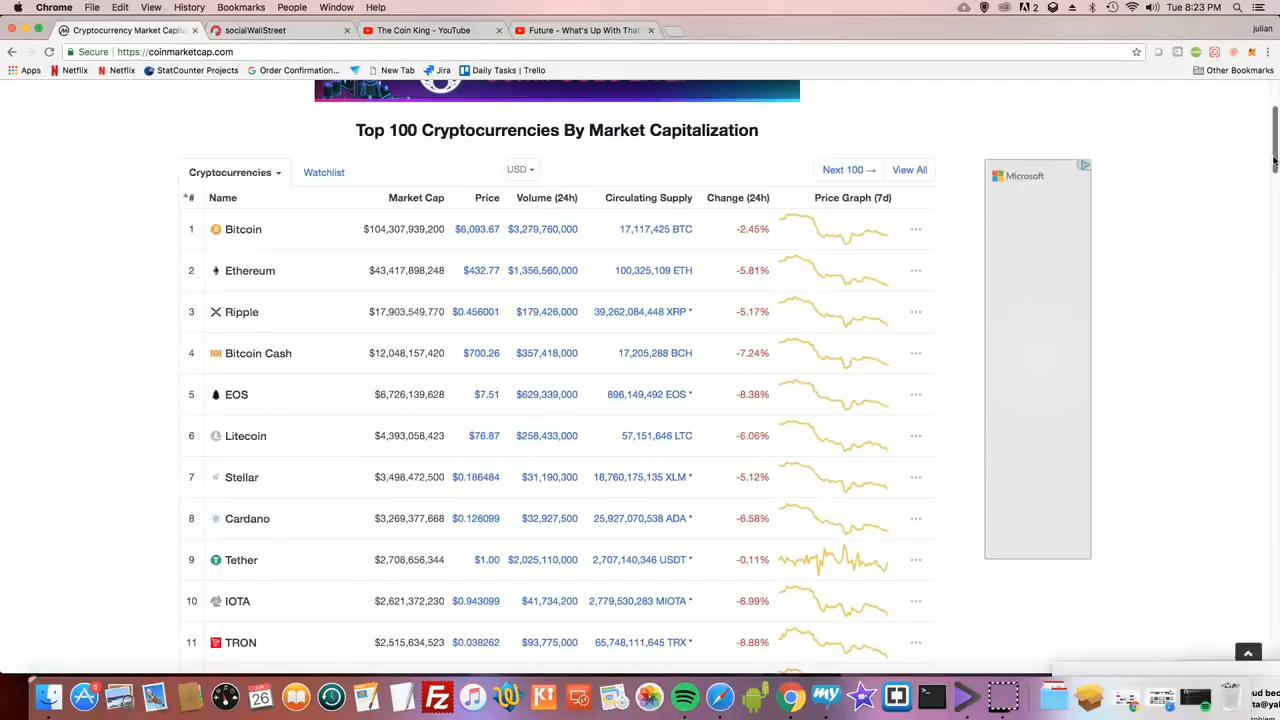 Chrome File Edit View History Bookmarks People Window Help 2 Tue 8:23 PM
Cryptocurrency Market Capital × socialWallStreet × The Coin King - YouTube × Future - What's Up With That ×
julian
Secure https://coinmarketcap.com
Apps Netflix Netflix StatCounter Projects Order Confirmation... New Tab Jira Daily Tasks | Trello Other Bookmarks
Top 100 Cryptocurrencies By Market Capitalization
Cryptocurrencies Watchlist USD Next 100 → View All
Microsoft
# Name Market Cap Price Volume (24h) Circulating Supply Change (24h) Price Graph (7d)
1 Bitcoin $104,307,939,200 $6,093.67 $3,279,760,000 17,117,425 BTC -2.45%
2 Ethereum $43,417,898,248 $432.77 $1,356,560,000 100,325,109 ETH -5.81%
3 Ripple $17,903,549,770 $0.456001 $179,426,000 39,262,084,448 XRP * -5.17%
4 Bitcoin Cash $12,048,157,420 $700.26 $357,418,000 17,205,288 BCH -7.24%
5 EOS $6,726,139,628 $7.51 $629,339,000 896,149,492 EOS * -8.38%
6 Litecoin $4,393,058,423 $76.87 $258,433,000 57,151,646 LTC -6.06%
7 Stellar $3,498,472,500 $0.186484 $31,190,300 18,760,175,135 XLM * -5.12%
8 Cardano $3,269,377,668 $0.126099 $32,927,500 25,927,070,538 ADA * -6.58%
9 Tether $2,708,656,344 $1.00 $2,025,110,000 2,707,140,346 USDT * -0.11%
10 IOTA $2,621,372,230 $0.943099 $41,734,200 2,779,530,283 MIOTA * -6.99%
11 TRON $2,515,634,523 $0.038262 $93,775,000 65,748,111,645 TRX * -8.88%
26
my